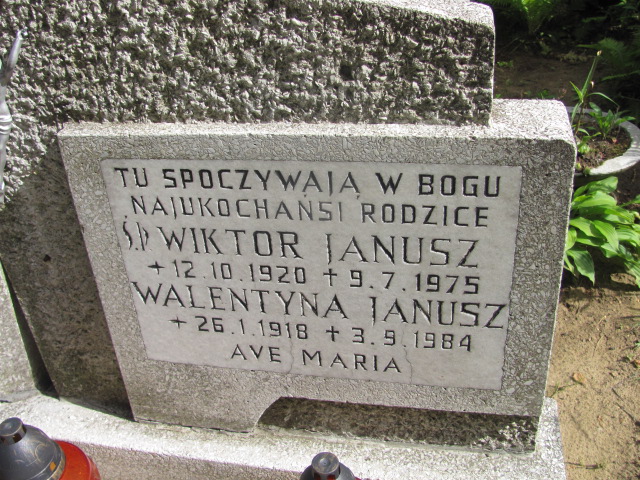 TU SPOCZYWAJĄ W BOGU
NAJUKOCHAŃSI RODZICE
Ś.P. WIKTOR JANUSZ
+12.10.1920 +9.7.1975
WALENTYNA JANUSZ
+26.1.1918 +3.9.1984.
AVE MARIA